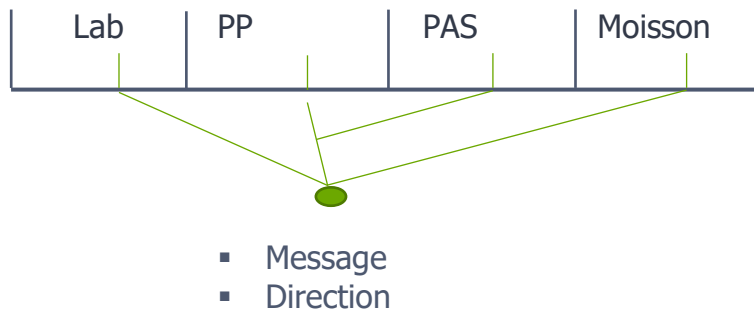 Lab PP PAS Moisson
▪ Message
▪ Direction